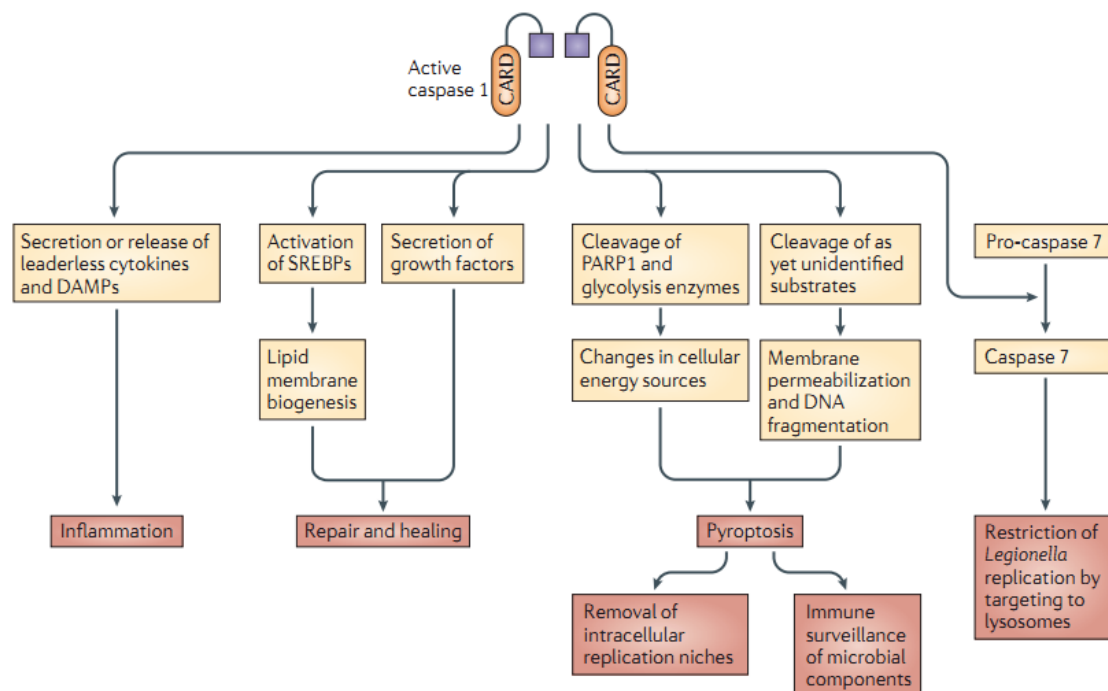 Active
caspase 1
CARD
CARD
Secretion or release of
leaderless cytokines
and DAMPs
Activation
of SREBPs
Secretion of
growth factors
Cleavage of
PARP1 and
glycolysis enzymes
Cleavage of as
yet unidentified
substrates
Pro-caspase 7
Lipid
membrane
biogenesis
Changes in cellular
energy sources
Membrane
permeabilization
and DNA
fragmentation
Caspase 7
Inflammation
Repair and healing
Pyroptosis
Restriction of
Legionella
replication by
targeting to
lysosomes
Removal of
intracellular
replication niches
Immune
surveillance
of microbial
components